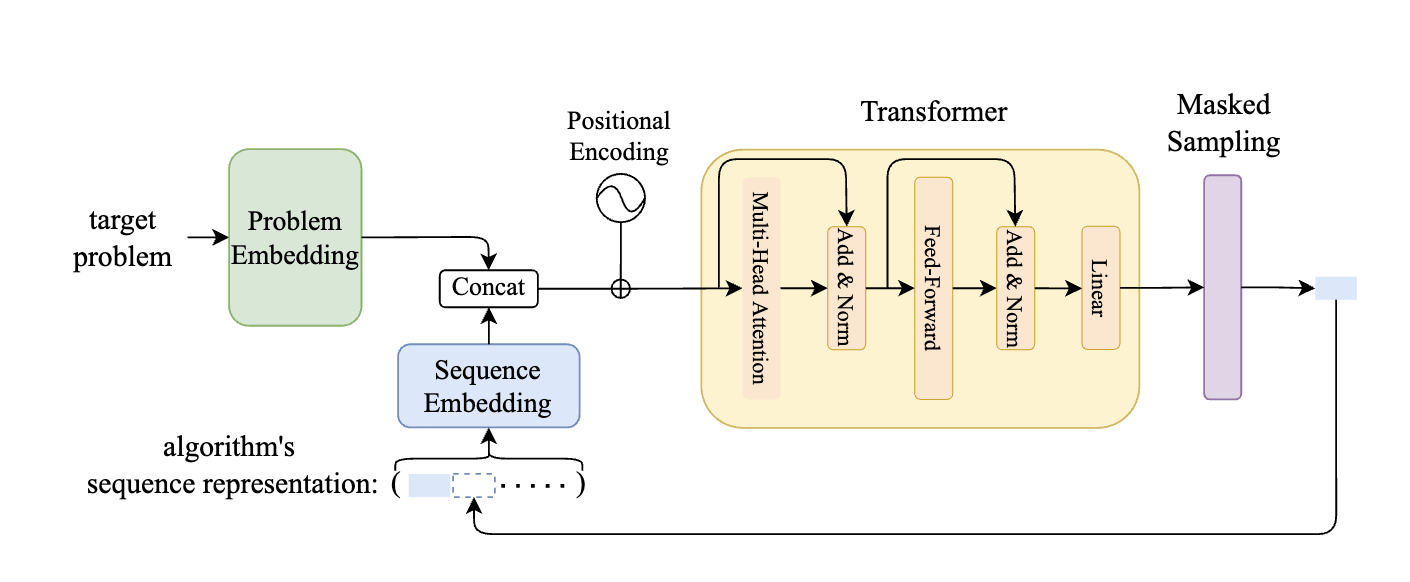 target
problem
Problem
Embedding
Concat
Sequence
Embedding
algorithm's
sequence representation: ( ..... )
Positional
Encoding
Transformer
Multi-Head Attention
Add & Norm
Feed-Forward
Add & Norm
Linear
Masked
Sampling